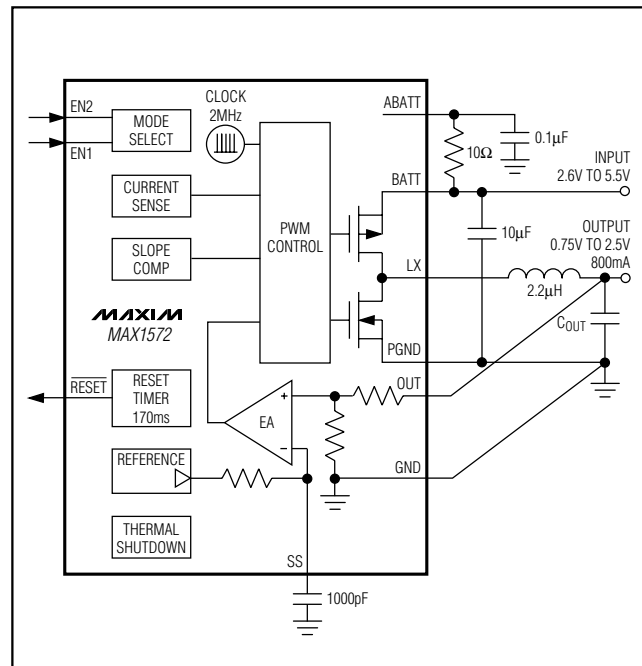 EN2
EN1
MODE
SELECT
CLOCK
2MHz
CURRENT
SENSE
SLOPE
COMP
PWM
CONTROL
MAXIM
MAX1572
RESET
RESET
TIMER
170ms
REFERENCE
THERMAL
SHUTDOWN
EA
+
−
SS
1000pF
ABATT
10Ω
0.1µF
BATT
INPUT
2.6V TO 5.5V
10µF
OUTPUT
0.75V TO 2.5V
800mA
LX
2.2µH
COUT
PGND
OUT
GND